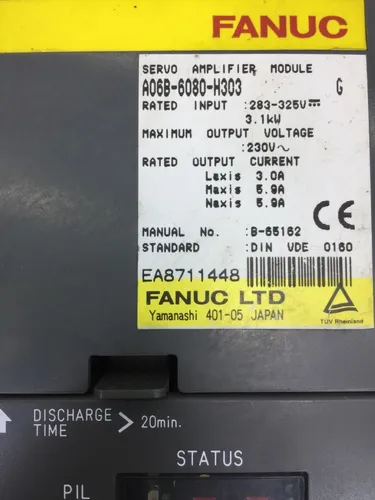 FANUC
SERVO AMPLIFIER MODULE
A06B-6080-H303 G
RATED INPUT :283-325V⎓
3.1kW
MAXIMUM OUTPUT VOLTAGE
:230V～
RATED OUTPUT CURRENT
Laxis 3.0A
Maxis 5.9A
Naxis 5.9A
MANUAL No. :B-65162
STANDARD :DIN VDE 0160
CE
EA8711448
FANUC LTD
Yamanashi 401-05 JAPAN
TÜV Rheinland
DISCHARGE TIME > 20min.
STATUS
PIL